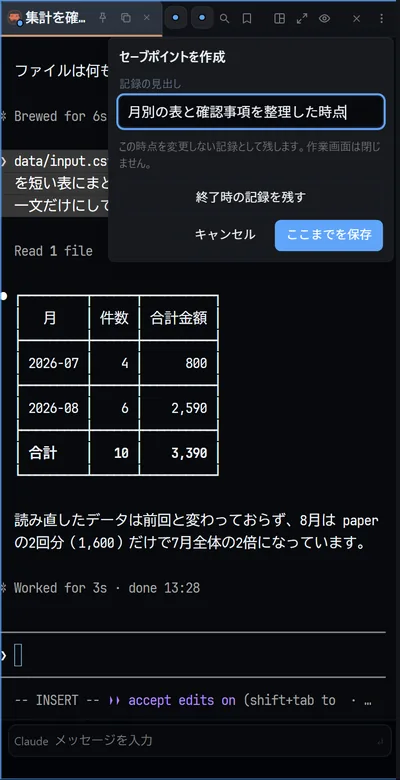 集計を確…
セーブポイントを作成
記録の見出し
月別の表と確認事項を整理した時点
この時点を変更しない記録として残します。作業画面は閉じ
ません。
終了時の記録を残す
キャンセル
ここまでを保存
ファイルは何も
※ Brewed for 6s
❯ data/input.cs
を短い表にまと
一文だけにして
Read 1 file
月 件数 合計金額
2026-07 4 800
2026-08 6 2,590
合計 10 3,390
読み直したデータは前回と変わっておらず、8月は paper
の2回分（1,600）だけで7月全体の2倍になっています。
※ Worked for 3s · done 13:28
❯
-- INSERT -- ⏵⏵ accept edits on (shift+tab to · …
Claude メッセージを入力